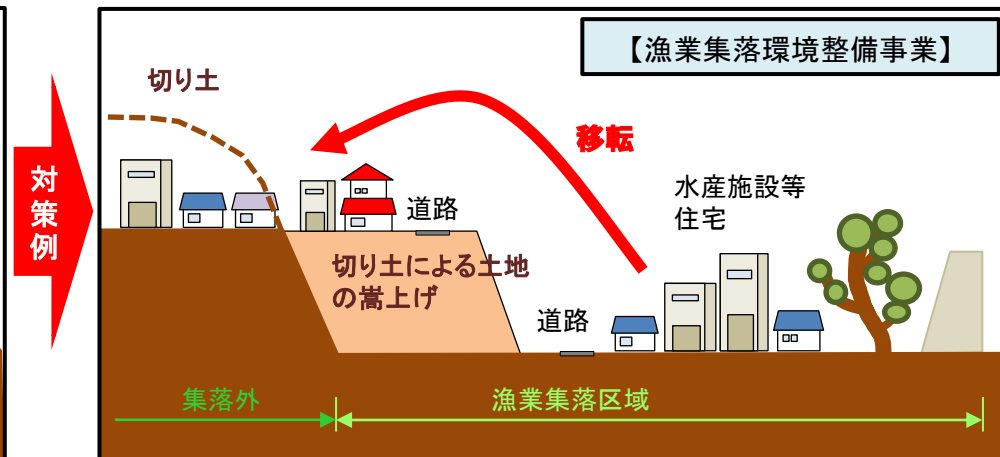 【漁業集落環境整備事業】
切り土
移転
対策例
水産施設等
住宅
道路
切り土による土地
の嵩上げ
道路
集落外
漁業集落区域